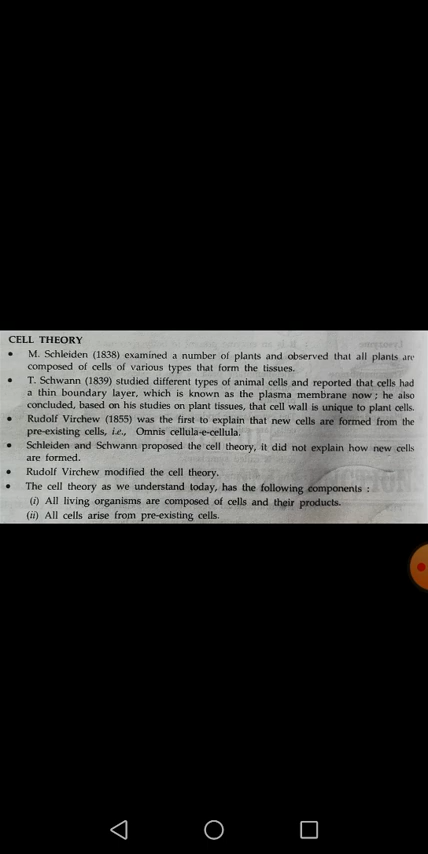 CELL THEORY
• M. Schleiden (1838) examined a number of plants and observed that all plants are
composed of cells of various types that form the tissues.
• T. Schwann (1839) studied different types of animal cells and reported that cells had
a thin boundary layer, which is known as the plasma membrane now ; he also
concluded, based on his studies on plant tissues, that cell wall is unique to plant cells.
• Rudolf Virchew (1855) was the first to explain that new cells are formed from the
pre-existing cells, i.e., Omnis cellula-e-cellula.
• Schleiden and Schwann proposed the cell theory, it did not explain how new cells
are formed.
• Rudolf Virchew modified the cell theory.
• The cell theory as we understand today, has the following components :
(i) All living organisms are composed of cells and their products.
(ii) All cells arise from pre-existing cells.